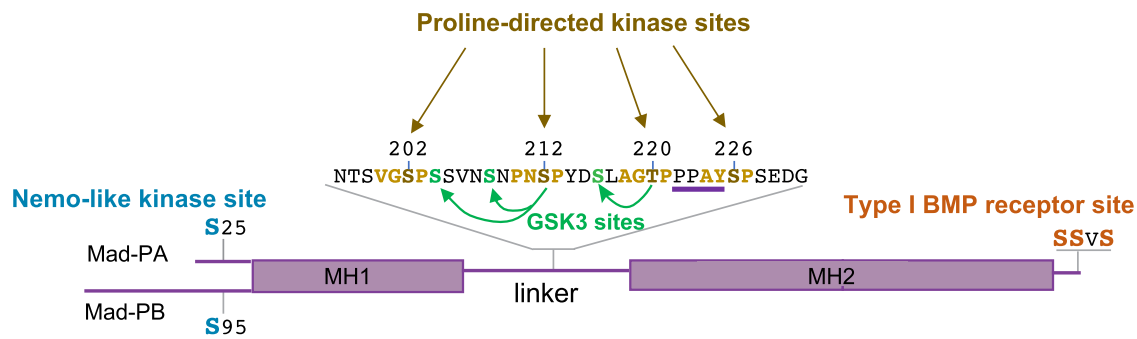 Proline-directed kinase sites
202 212 220 226
NTSVGSPSSVNSNPNSPYDSLAGTPPPAYSPSEDG
Nemo-like kinase site
GSK3 sites
Type I BMP receptor site
S25
SSVS
Mad-PA
MH1
MH2
linker
Mad-PB
S95